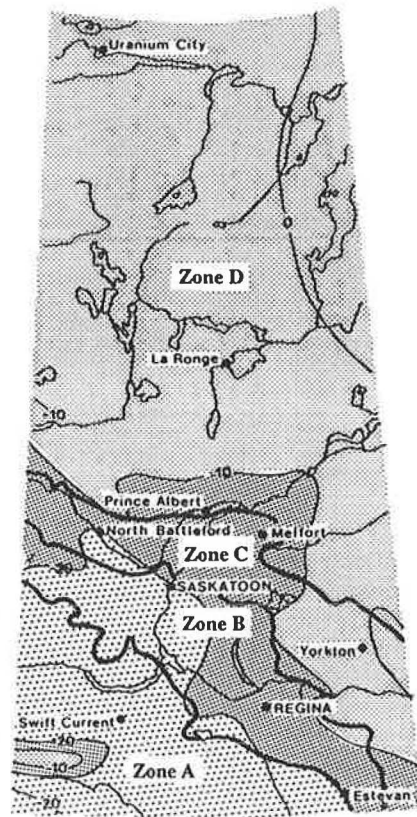 Uranium City
0
Zone D
La Ronge
-10
-10
Prince Albert
North Battleford
Melfort
Zone C
SASKATOON
Zone B
Yorkton
REGINA
Swift Current
-20
-10
Zone A
Estevan
-20